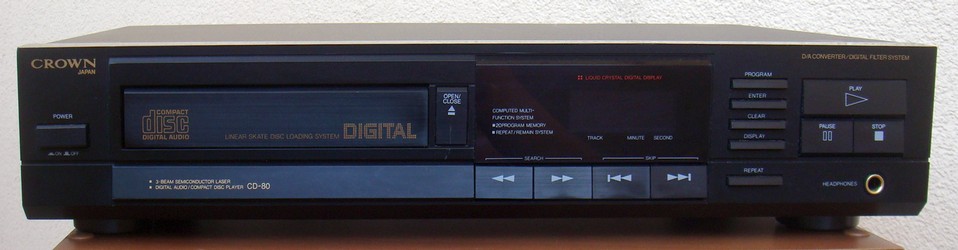 CROWN
JAPAN
POWER
ON OFF
COMPACT
disc
DIGITAL AUDIO
LINEAR SKATE DISC LOADING SYSTEM DIGITAL
OPEN/
CLOSE
3-BEAM SEMICONDUCTOR LASER
DIGITAL AUDIO/COMPACT DISC PLAYER CD-80
LIQUID CRYSTAL DIGITAL DISPLAY
COMPUTED MULTI-
FUNCTION SYSTEM
20PROGRAM MEMORY
REPEAT/REMAIN SYSTEM
TRACK MINUTE SECOND
SEARCH SKIP
PROGRAM
ENTER
CLEAR
DISPLAY
REPEAT
D/A CONVERTER/DIGITAL FILTER SYSTEM
PLAY
PAUSE STOP
HEADPHONES